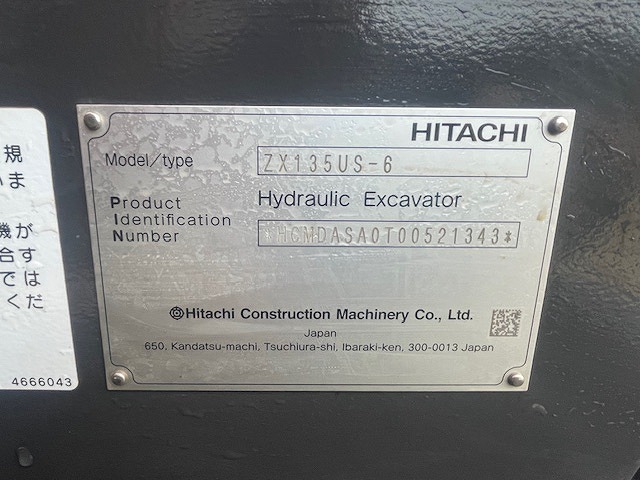 規
いま
機が
合す
では
くだ
4666043
HITACHI
Model/type ZX135US-6
Product Hydraulic Excavator
Identification
Number *HCMDASA0T00521343*
Hitachi Construction Machinery Co., Ltd.
Japan
650, Kandatsu-machi, Tsuchiura-shi, Ibaraki-ken, 300-0013 Japan